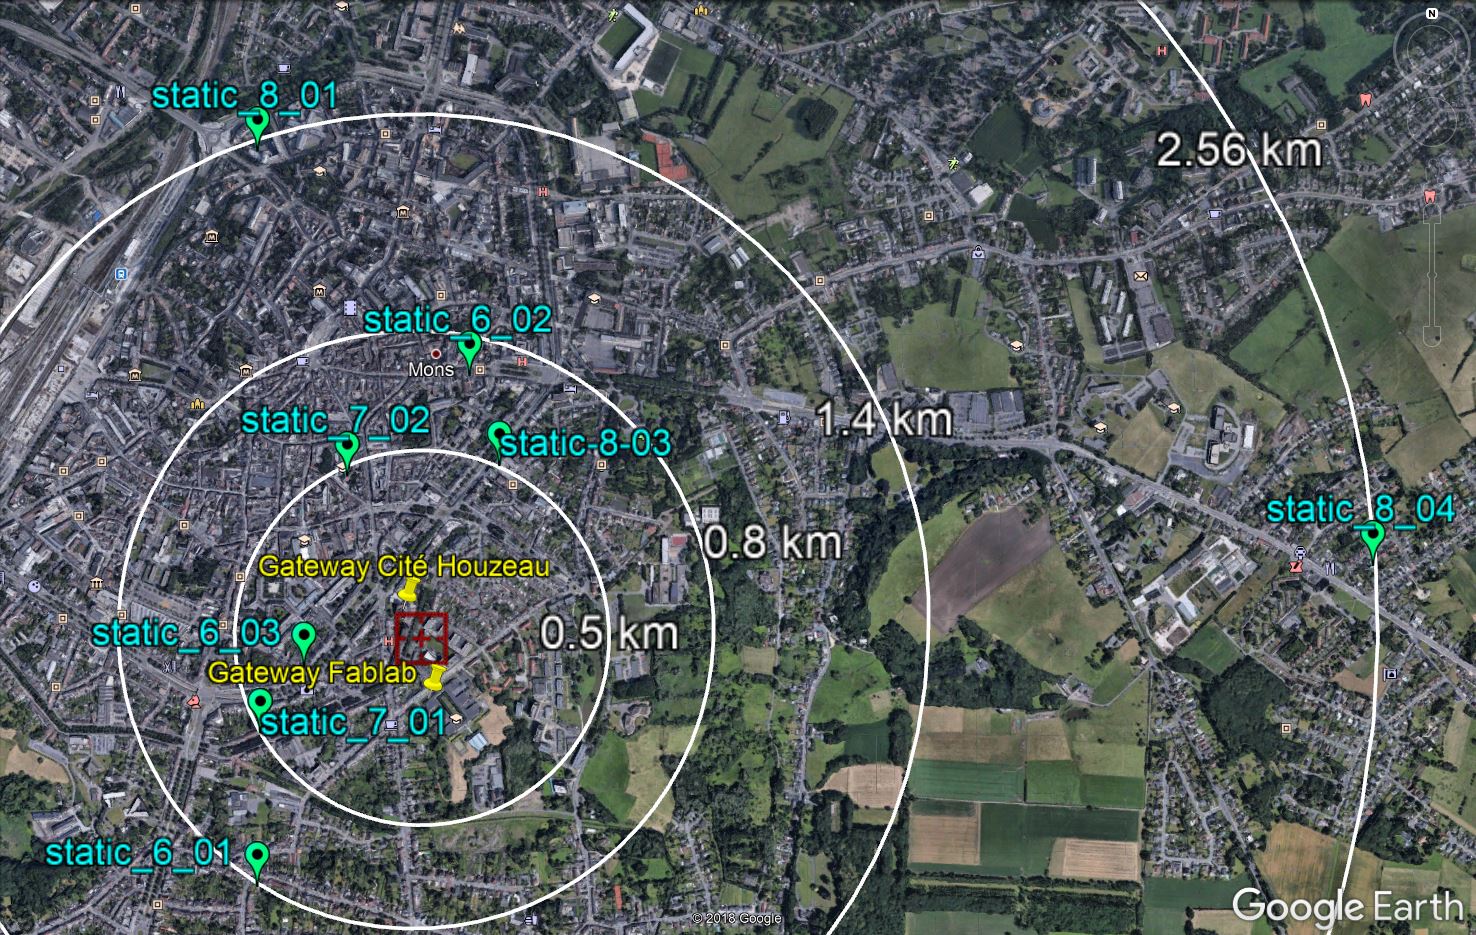 N
static_8_01
2.56 km
static_6_02
Mons
static_7_02
1.4 km
static-8-03
static_8_04
0.8 km
Gateway Cité Houzeau
static_6_03
0.5 km
Gateway Fablab
static_7_01
static_6_01
© 2018 Google
Google Earth